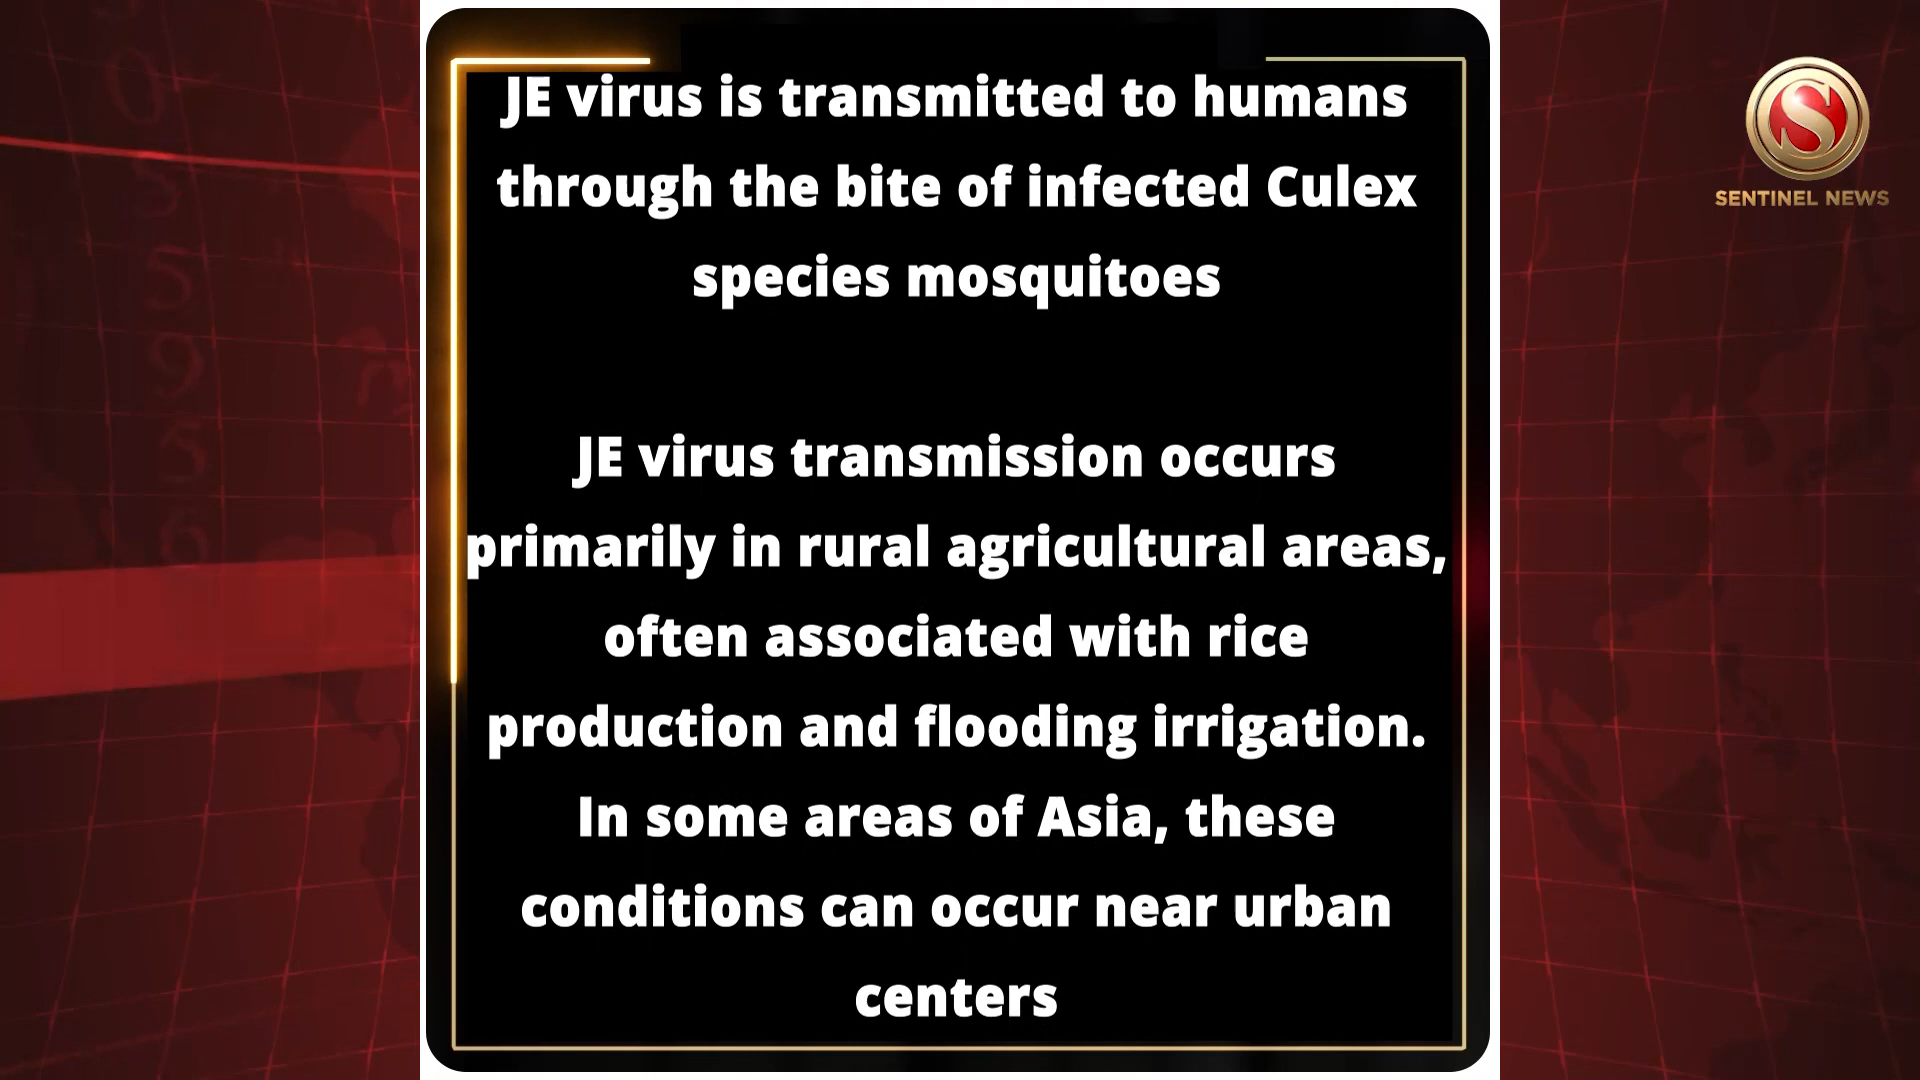 JE virus is transmitted to humans
through the bite of infected Culex
species mosquitoes
JE virus transmission occurs
primarily in rural agricultural areas,
often associated with rice
production and flooding irrigation.
In some areas of Asia, these
conditions can occur near urban
centers
S
SENTINEL NEWS